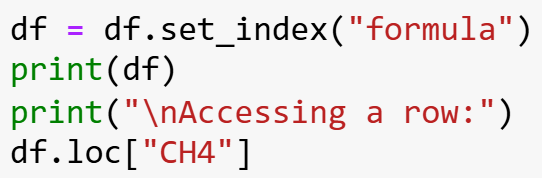 df = df.set_index("formula")
print(df)
print("\nAccessing a row:")
df.loc["CH4"]